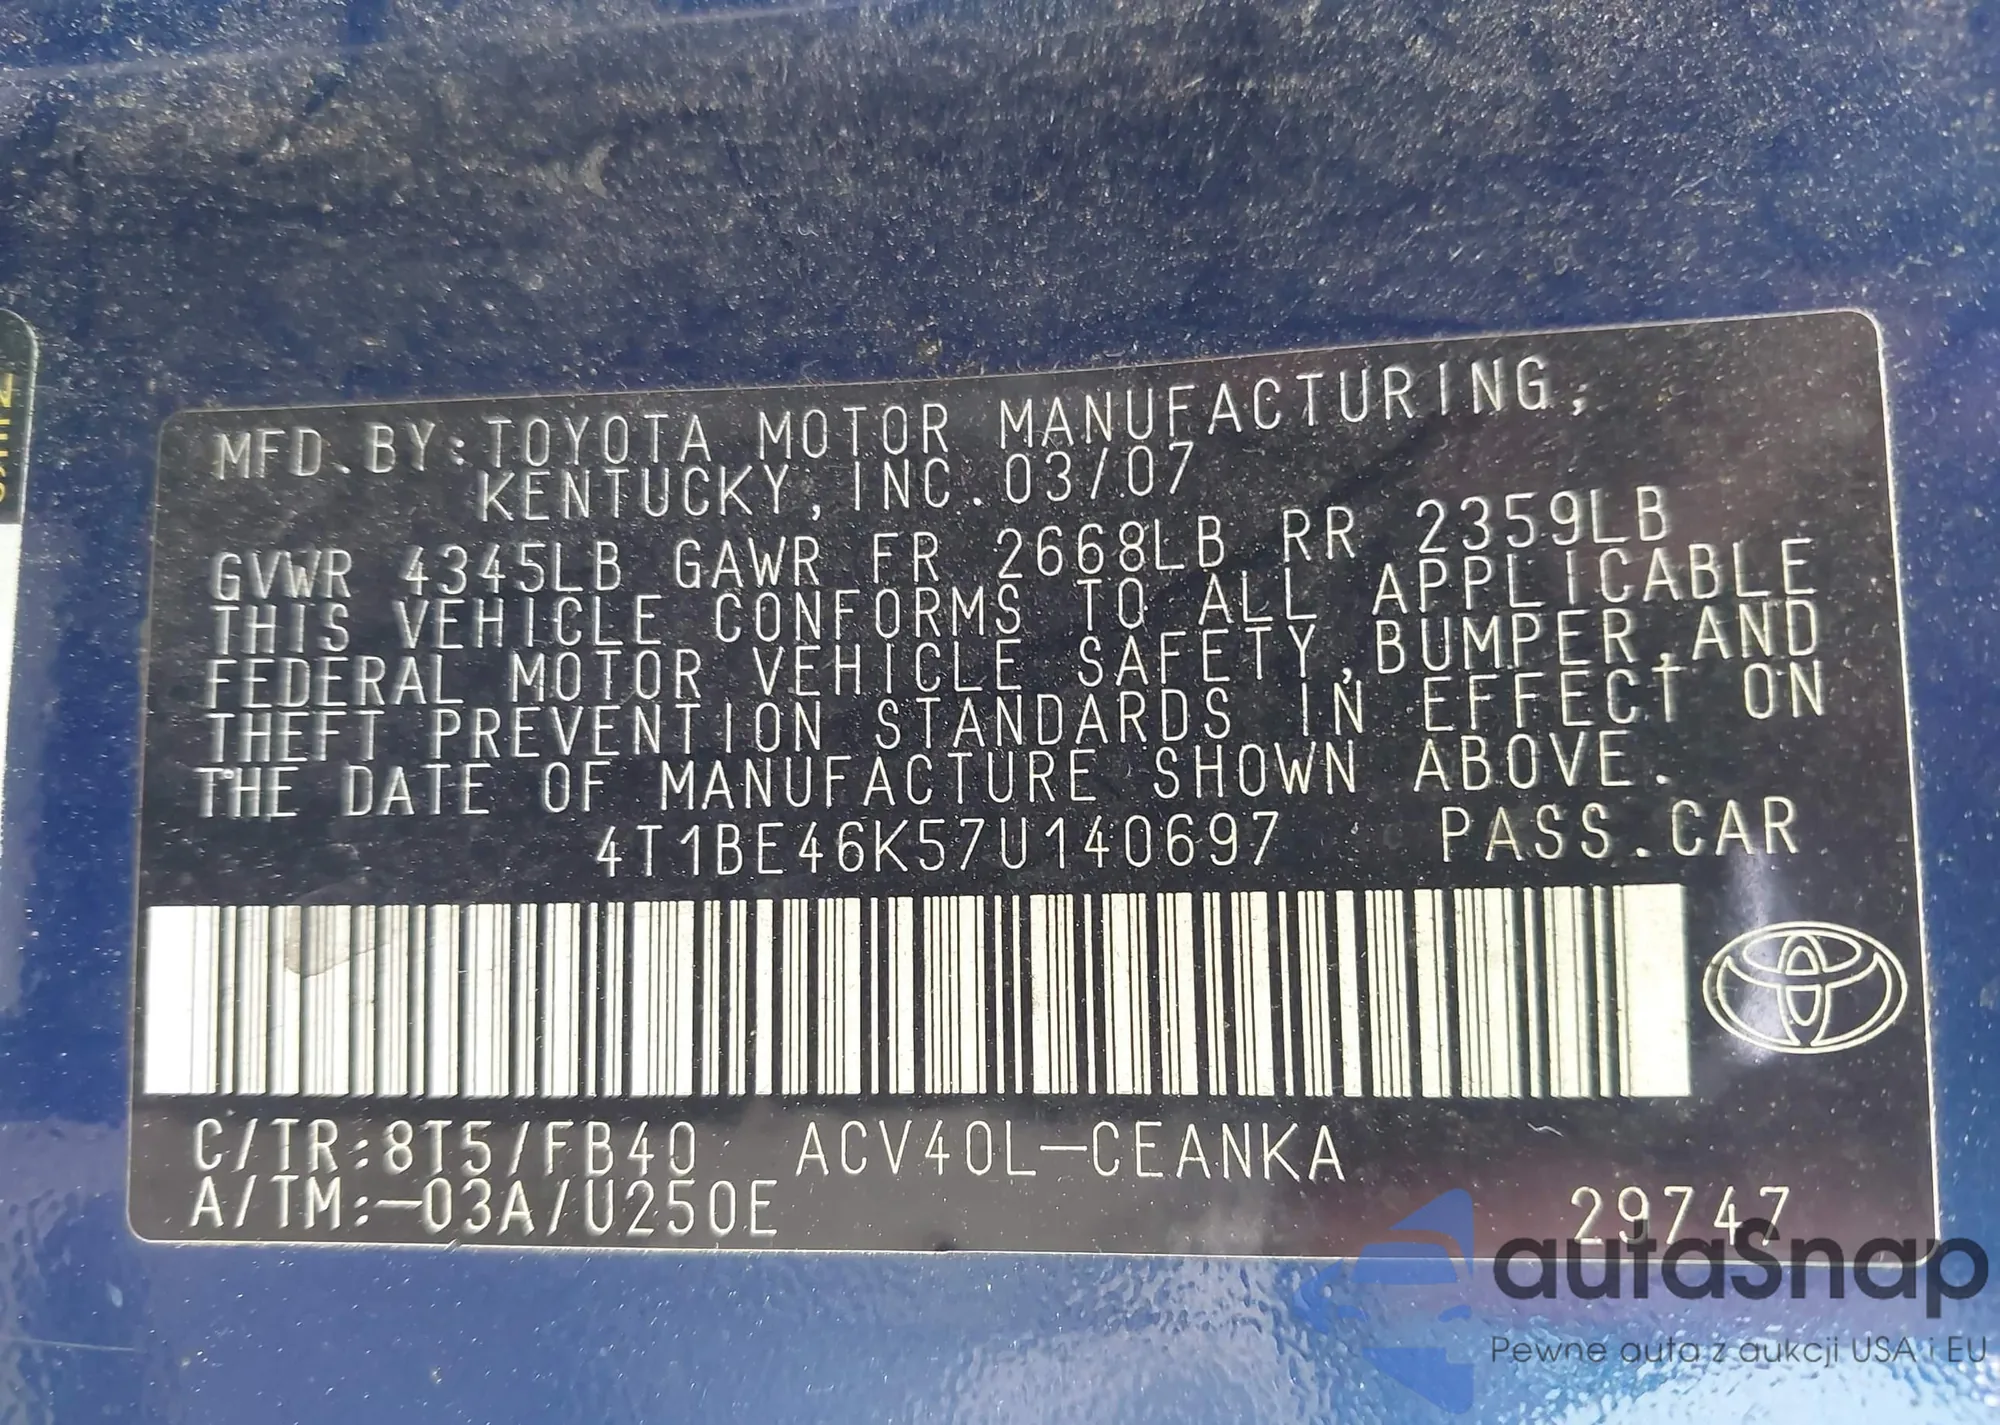 MFD.BY:TOYOTA MOTOR MANUFACTURING,
KENTUCKY, INC. 03/07
GVWR 4345LB GAWR FR 2668LB RR 2359LB
THIS VEHICLE CONFORMS TO ALL APPLICABLE
FEDERAL MOTOR VEHICLE SAFETY,BUMPER,AND
THEFT PREVENTION STANDARDS IN EFFECT ON
THE DATE OF MANUFACTURE SHOWN ABOVE.
4T1BE46K57U140697 PASS.CAR
C/TR:8T5/FB40 ACV40L-CEANKA
A/TM:-03A/U250E
29747
autaSnap
Pewne auta z aukcji USA i EU